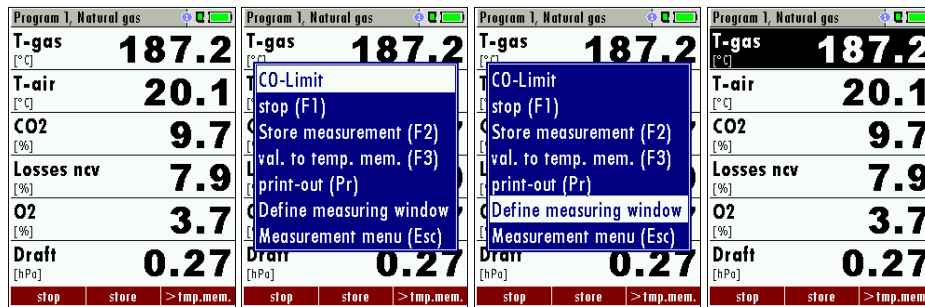 Program 1, Natural gas
T-gas 187.2
[°C]
T-air 20.1
[°C]
CO2 9.7
[%]
Losses ncv 7.9
[%]
O2 3.7
[%]
Draft 0.27
[hPa]
stop store >tmp.mem.
Program 1, Natural gas
T-gas 187.2
[°C]
CO-Limit
stop (F1)
Store measurement (F2)
val. to temp. mem. (F3)
print-out (Pr)
Define measuring window
Measurement menu (Esc)
Draft 0.27
[hPa]
stop store >tmp.mem.
Program 1, Natural gas
T-gas 187.2
CO-Limit
stop (F1)
Store measurement (F2)
val. to temp. mem. (F3)
print-out (Pr)
Define measuring window
Measurement menu (Esc)
Draft 0.27
[hPa]
stop store >tmp.mem.
Program 1, Natural gas
T-gas 187.2
[°C]
T-air 20.1
[°C]
CO2 9.7
[%]
Losses ncv 7.9
[%]
O2 3.7
[%]
Draft 0.27
[hPa]
stop store >tmp.mem.